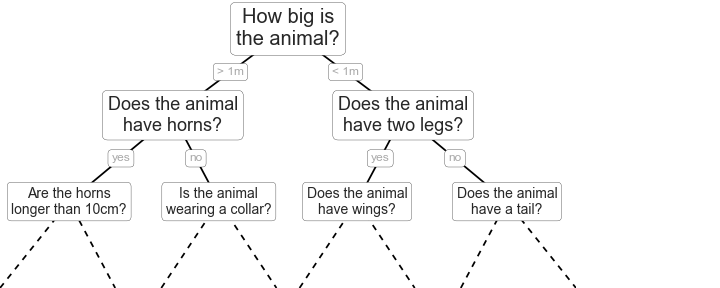 How big is
the animal?
> 1m
< 1m
Does the animal
have horns?
Does the animal
have two legs?
yes
no
yes
no
Are the horns
longer than 10cm?
Is the animal
wearing a collar?
Does the animal
have wings?
Does the animal
have a tail?